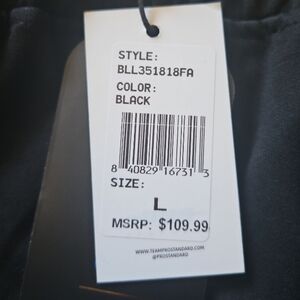 STYLE:
BLL351818FA
COLOR:
BLACK
8 40829 16731 3
SIZE:
L
MSRP: $109.99
WWW.TEAMPROSTANDARD.COM
@PROSTANDARD